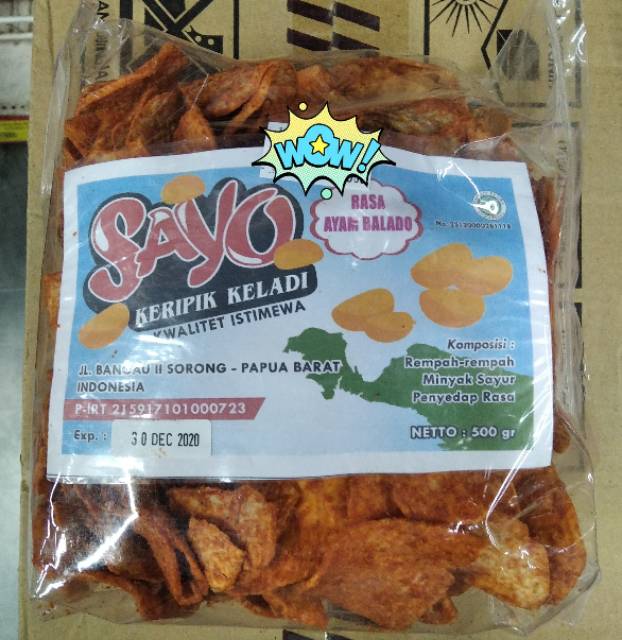 WOW!
SAYO
KERIPIK KELADI
KWALITET ISTIMEWA
RASA
AYAM BALADO
JL. BANGAU II SORONG - PAPUA BARAT
INDONESIA
P-IRT 215917101000723
Exp. : 30 DEC 2020
Komposisi :
Rempah-rempah
Minyak Sayur
Penyedap Rasa
NETTO : 500 gr